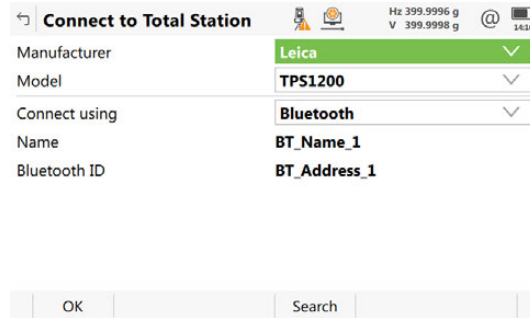 Connect to Total Station
Hz 399.9996 g
V 399.9998 g
@
Manufacturer Leica
Model TPS1200
Connect using Bluetooth
Name BT_Name_1
Bluetooth ID BT_Address_1
OK Search